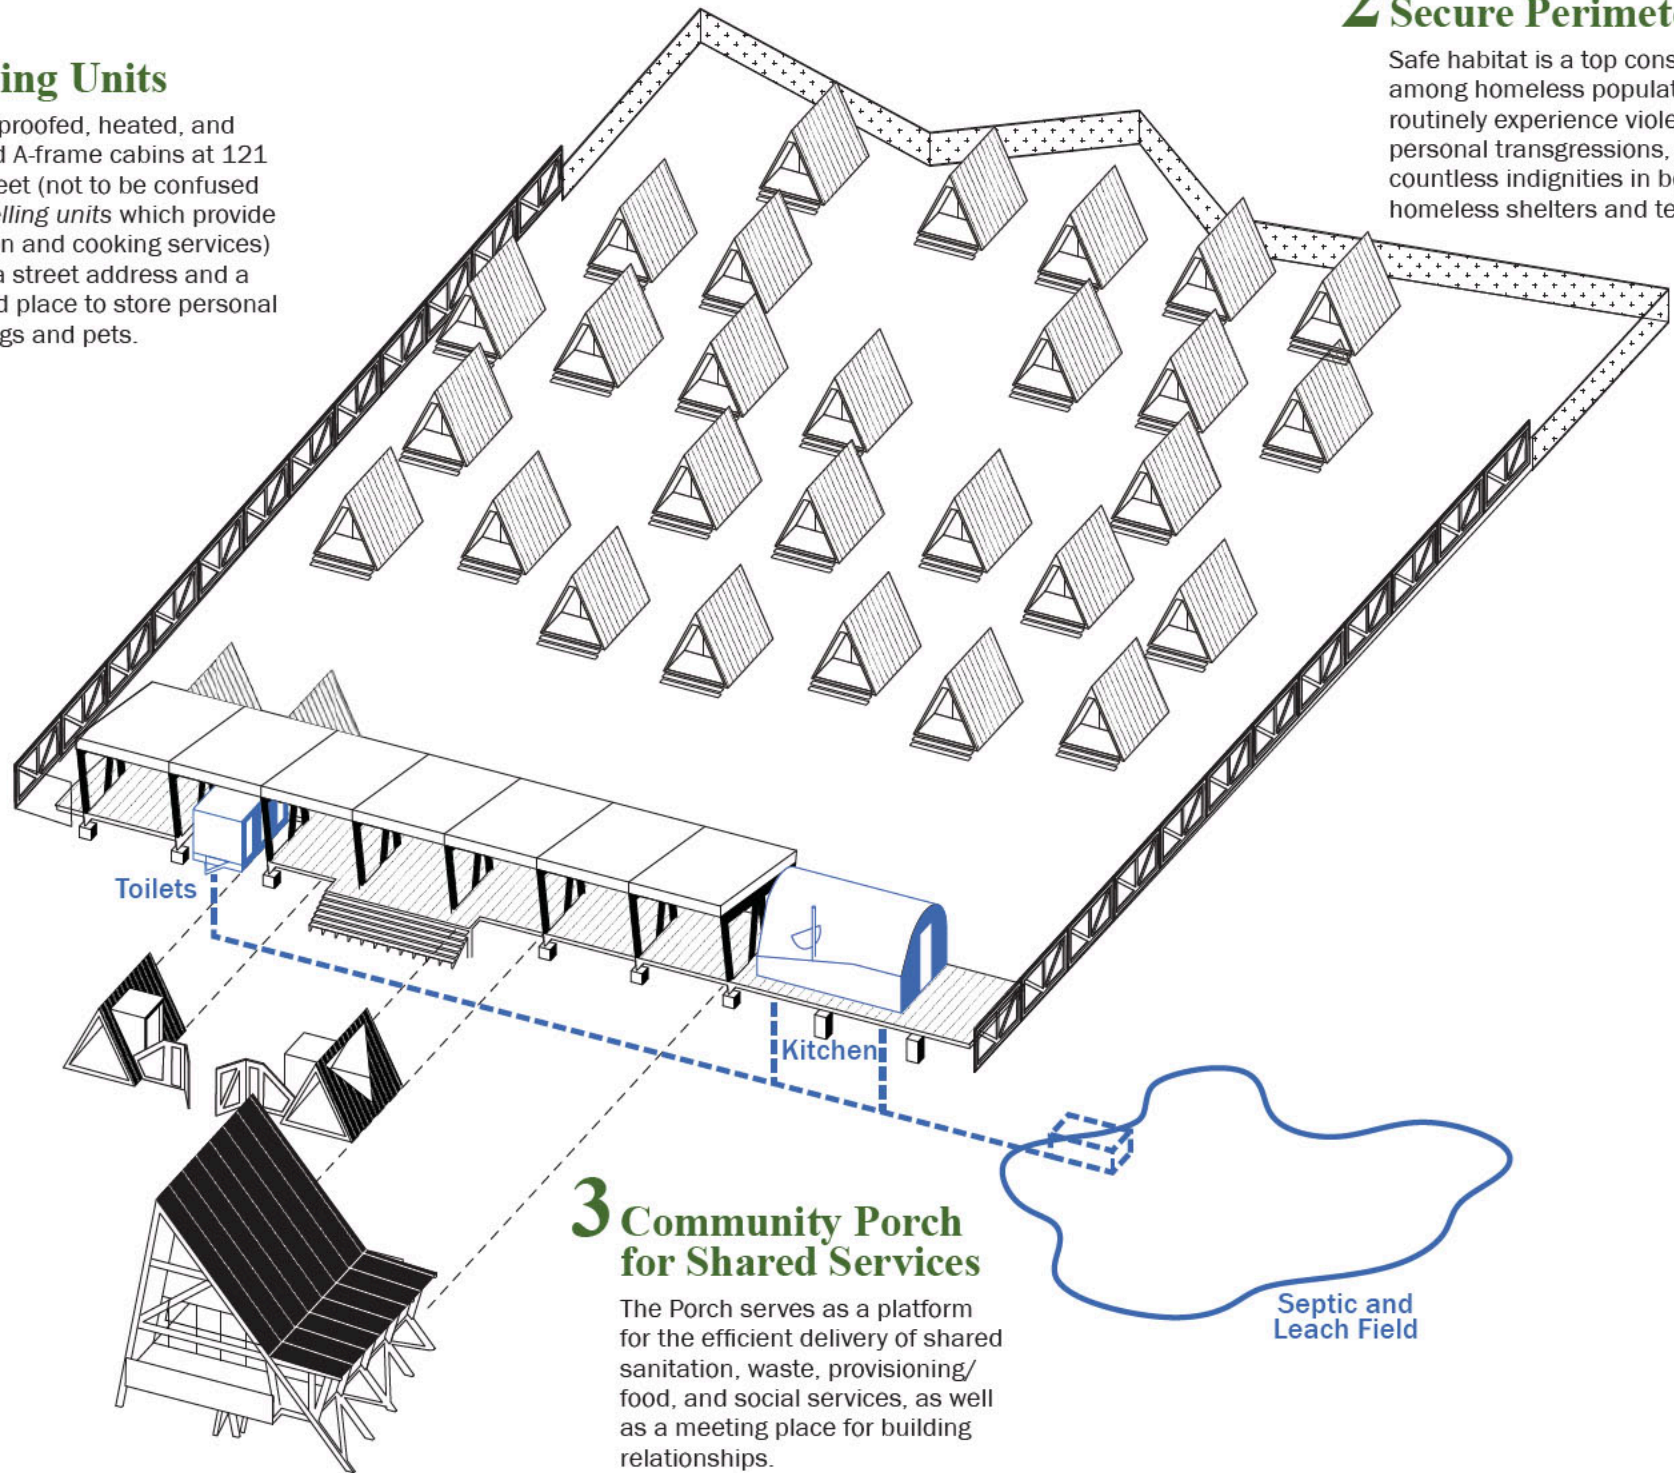 ing Units
proofed, heated, and
d A-frame cabins at 121
eet (not to be confused
elling units which provide
n and cooking services)
a street address and a
d place to store personal
gs and pets.
2 Secure Perimet
Safe habitat is a top cons
among homeless populat
routinely experience viole
personal transgressions,
countless indignities in be
homeless shelters and te
Toilets
Kitchen
3 Community Porch
for Shared Services
The Porch serves as a platform
for the efficient delivery of shared
sanitation, waste, provisioning/
food, and social services, as well
as a meeting place for building
relationships.
Septic and
Leach Field